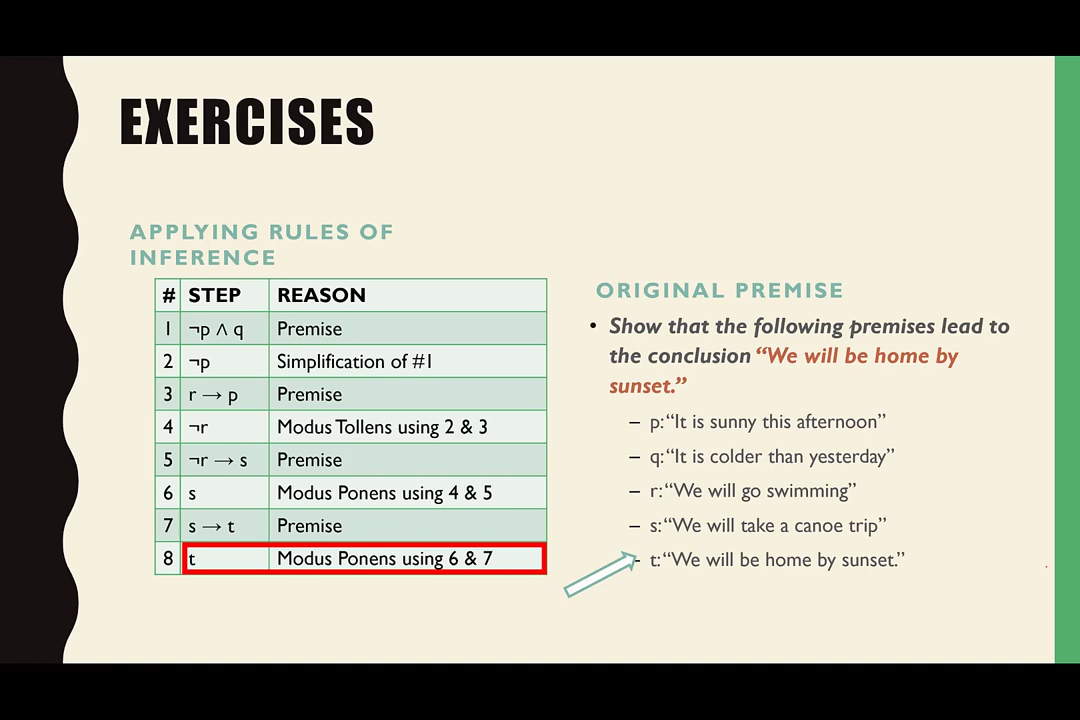 EXERCISES
APPLYING RULES OF
INFERENCE
# STEP REASON
1 ¬p ∧ q Premise
2 ¬p Simplification of #1
3 r → p Premise
4 ¬r Modus Tollens using 2 & 3
5 ¬r → s Premise
6 s Modus Ponens using 4 & 5
7 s → t Premise
8 t Modus Ponens using 6 & 7
ORIGINAL PREMISE
• Show that the following premises lead to
the conclusion “We will be home by
sunset.”
– p:“It is sunny this afternoon”
– q:“It is colder than yesterday”
– r:“We will go swimming”
– s:“We will take a canoe trip”
– t:“We will be home by sunset.”